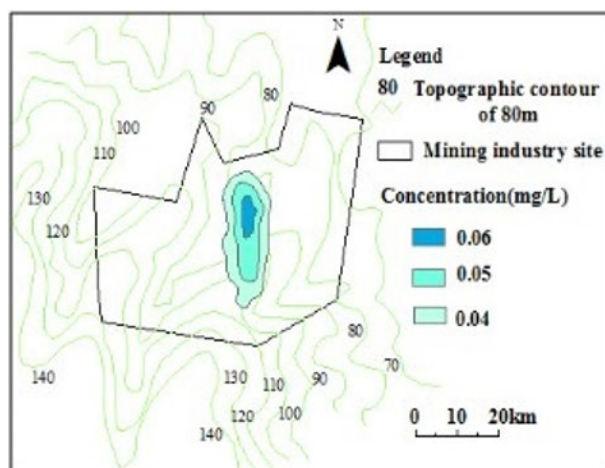 N
Legend
80 Topographic contour
of 80m
Mining industry site
Concentration(mg/L)
0.06
0.05
0.04
80
90
100
110
130
120
140
80
70
130
110
90
120
100
140
0 10 20km